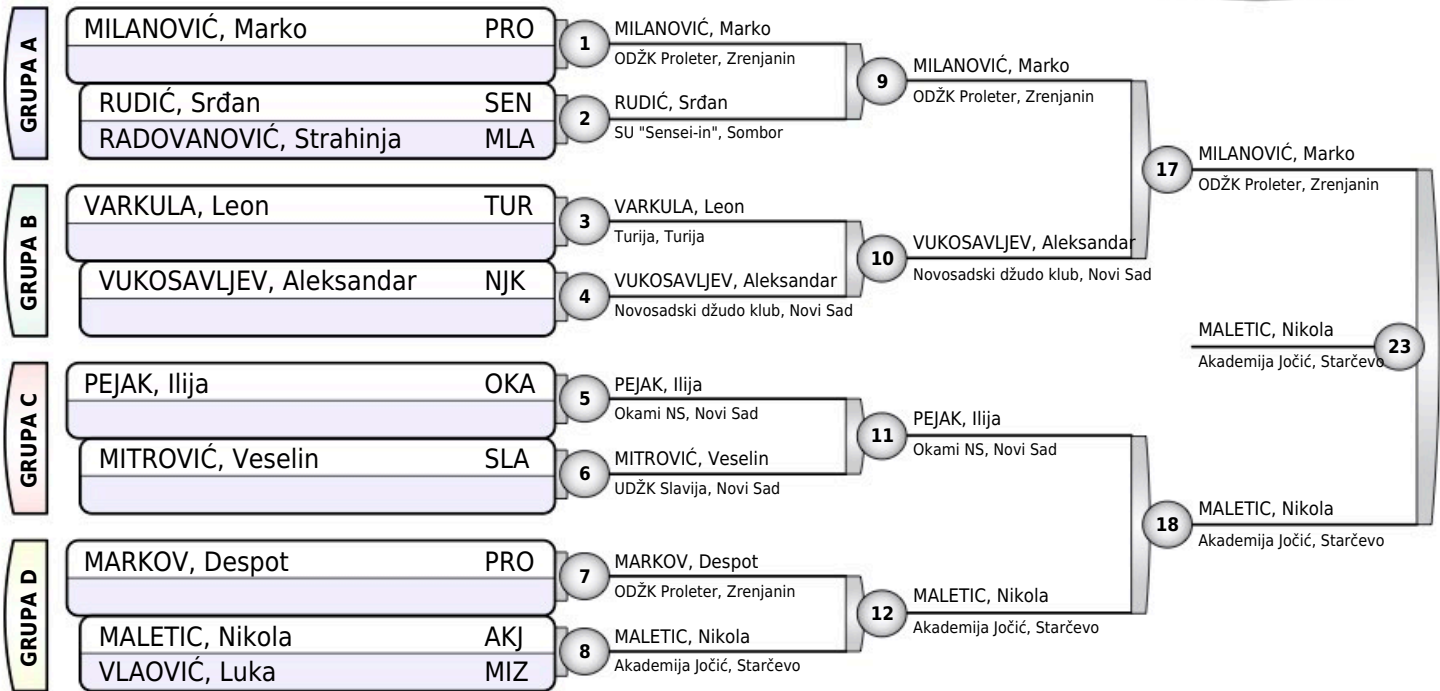 GRUPA A
MILANOVIĆ, Marko PRO
RUDIĆ, Srđan SEN
RADOVANOVIĆ, Strahinja MLA
GRUPA B
VARKULA, Leon TUR
VUKOSAVLJEV, Aleksandar NJK
GRUPA C
PEJAK, Ilija OKA
MITROVIĆ, Veselin SLA
GRUPA D
MARKOV, Despot PRO
MALETIC, Nikola AKJ
VLAOVIĆ, Luka MIZ
1
MILANOVIĆ, Marko
ODŽK Proleter, Zrenjanin
2
RUDIĆ, Srđan
SU "Sensei-in", Sombor
3
VARKULA, Leon
Turija, Turija
4
VUKOSAVLJEV, Aleksandar
Novosadski džudo klub, Novi Sad
5
PEJAK, Ilija
Okami NS, Novi Sad
6
MITROVIĆ, Veselin
UDŽK Slavija, Novi Sad
7
MARKOV, Despot
ODŽK Proleter, Zrenjanin
8
MALETIC, Nikola
Akademija Jočić, Starčevo
9
MILANOVIĆ, Marko
ODŽK Proleter, Zrenjanin
10
VUKOSAVLJEV, Aleksandar
Novosadski džudo klub, Novi Sad
11
PEJAK, Ilija
Okami NS, Novi Sad
12
MALETIC, Nikola
Akademija Jočić, Starčevo
17
MILANOVIĆ, Marko
ODŽK Proleter, Zrenjanin
18
MALETIC, Nikola
Akademija Jočić, Starčevo
MALETIC, Nikola
Akademija Jočić, Starčevo
23